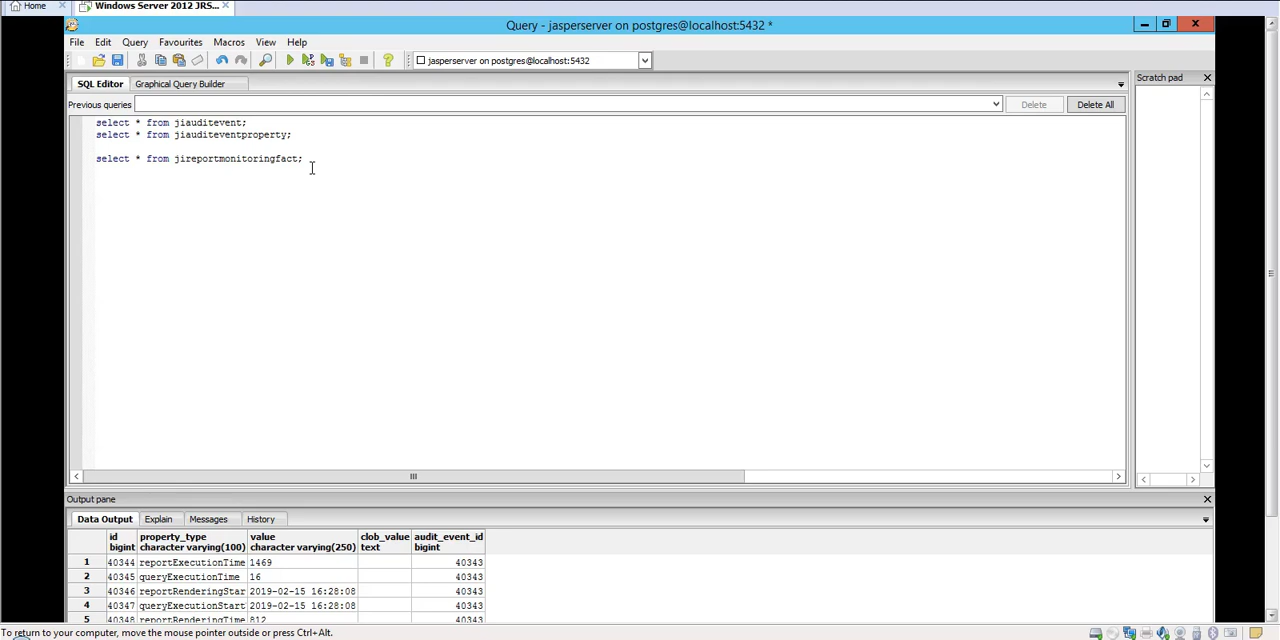 Home
Windows Server 2012 JRS...
Query - jasperserver on postgres@localhost:5432 *
File Edit Query Favourites Macros View Help
jasperserver on postgres@localhost:5432
SQL Editor Graphical Query Builder
Scratch pad
Previous queries
Delete
Delete All
select * from jiauditevent;
select * from jiauditeventproperty;
select * from jireportmonitoringfact;
Output pane
Data Output Explain Messages History
id property_type value clob_value audit_event_id
bigint character varying(100) character varying(250) text bigint
1 40344 reportExecutionTime 1469 40343
2 40345 queryExecutionTime 16 40343
3 40346 reportRenderingStar 2019-02-15 16:28:08 40343
4 40347 queryExecutionStart 2019-02-15 16:28:08 40343
5 40348 reportRenderingTime 812 40343
To return to your computer, move the mouse pointer outside or press Ctrl+Alt.